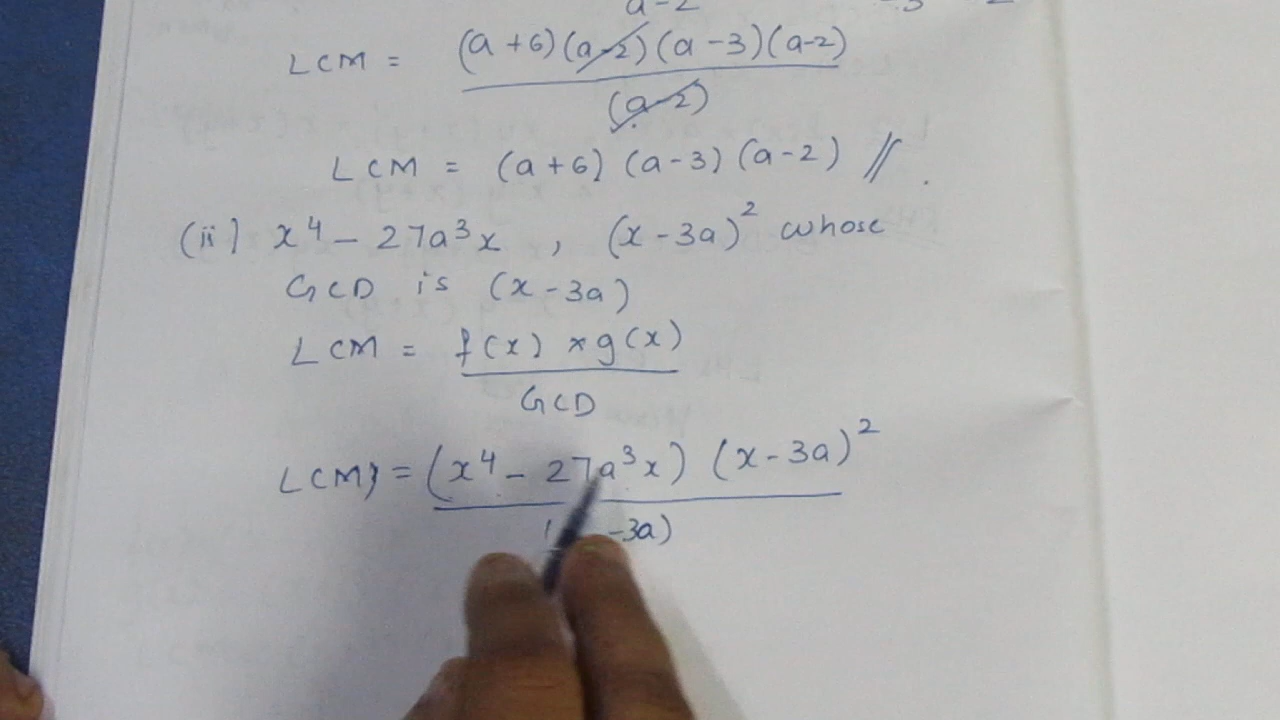 a-2
LCM = (a+6)(a-2)(a-3)(a-2)
(a-2)
LCM = (a+6) (a-3) (a-2) //.
(ii) x⁴ - 27a³x , (x-3a)² whose
GCD is (x-3a)
LCM = f(x) × g(x)
GCD
LCM = (x⁴ - 27a³x) (x-3a)²
-3a)